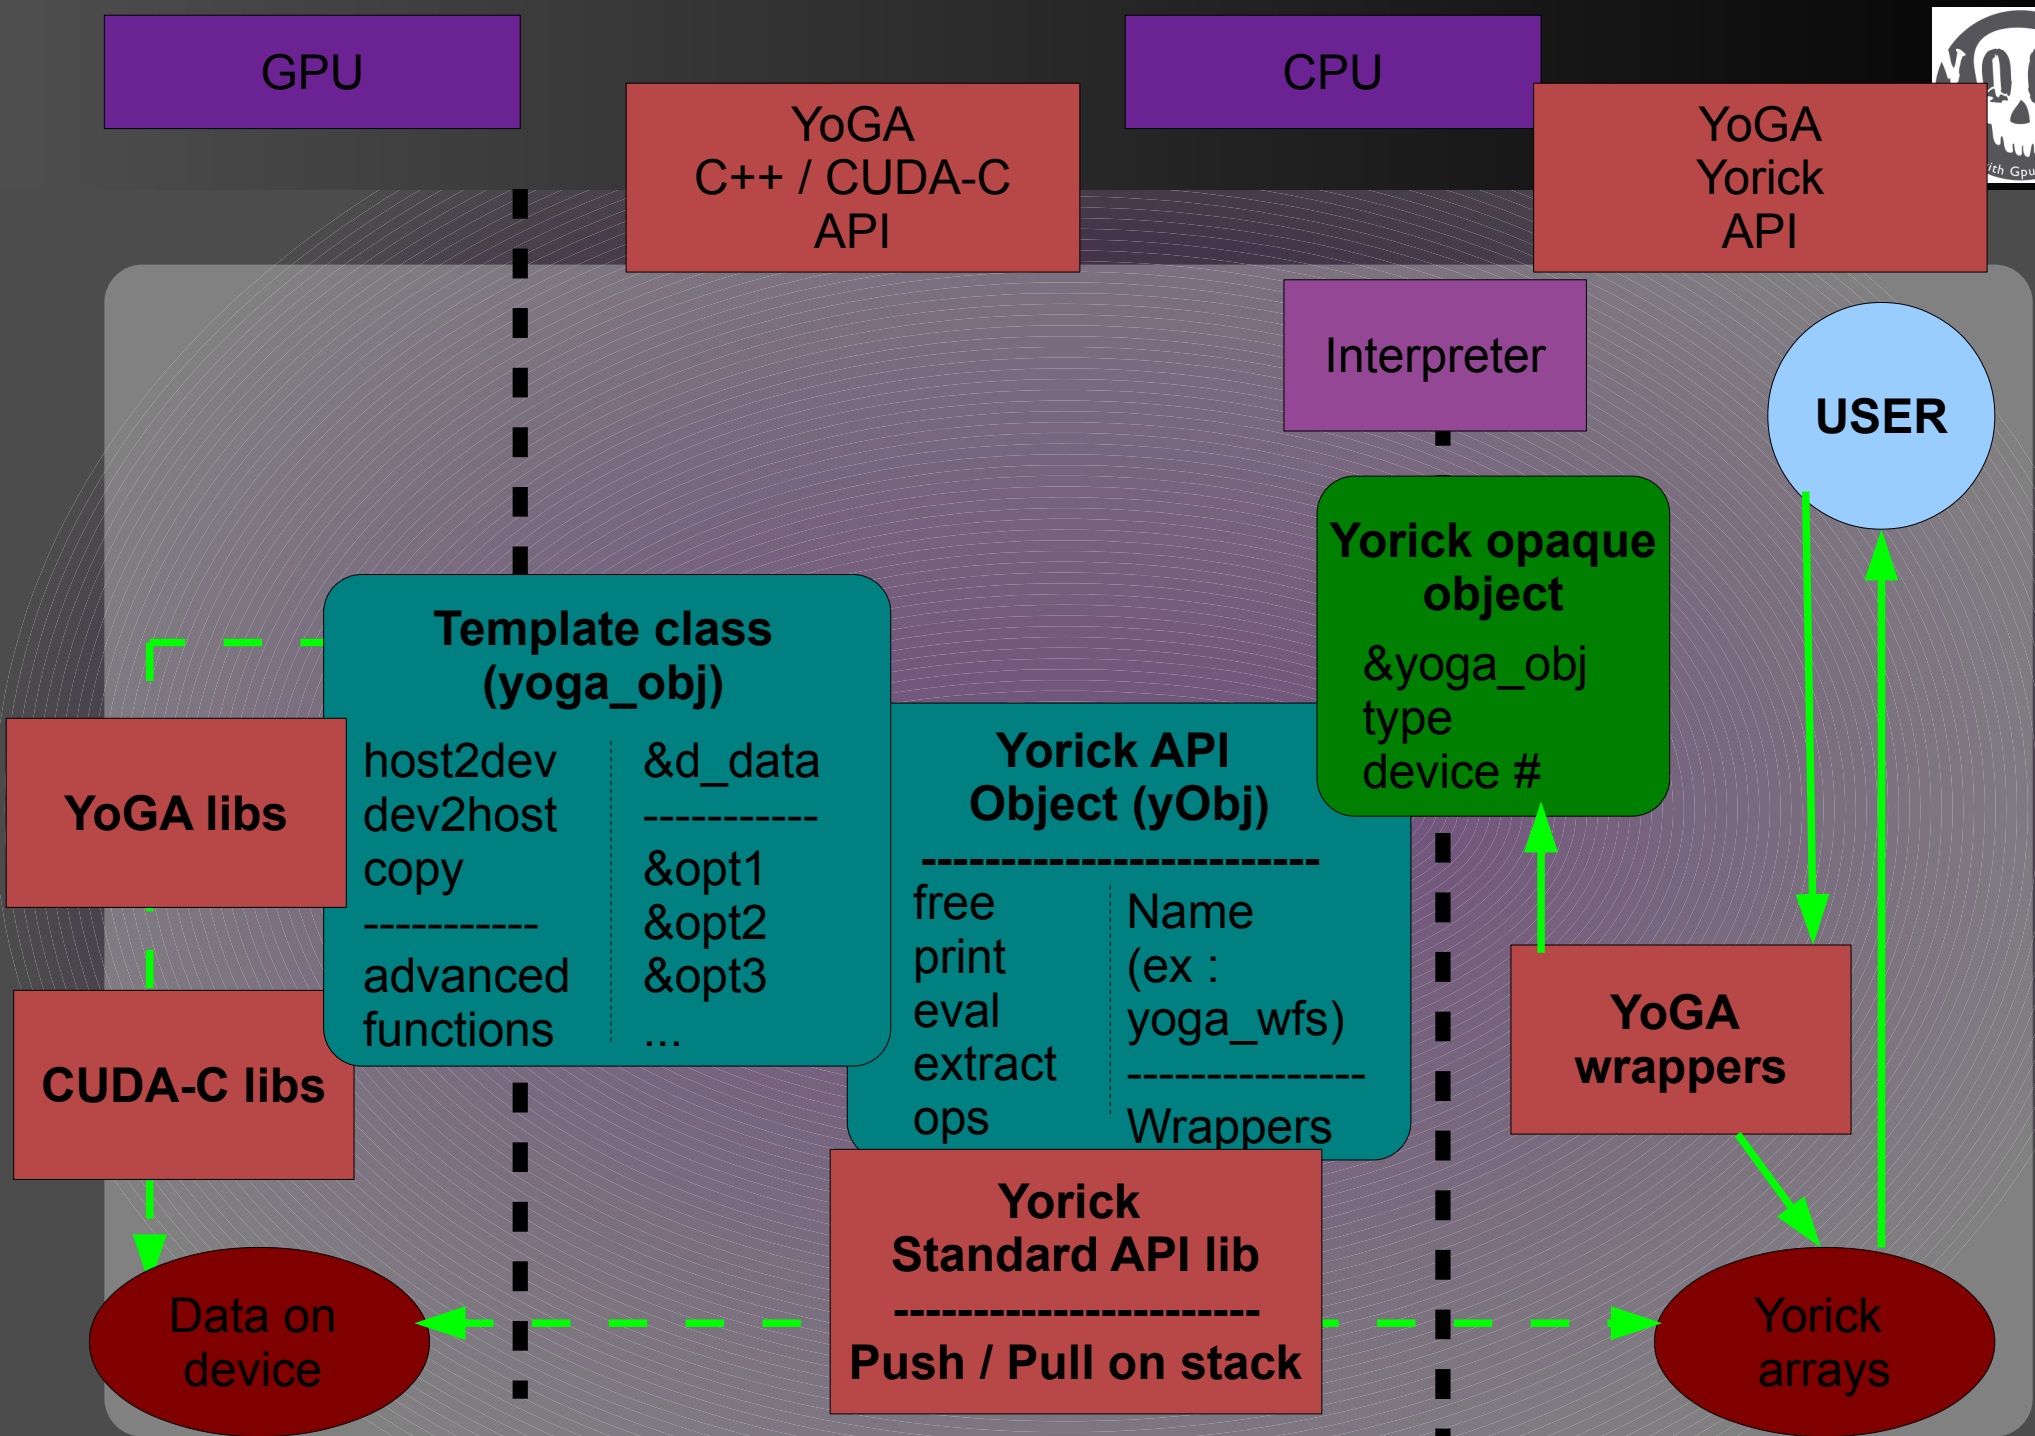 GPU
CPU
YoGA
C++ / CUDA-C
API
YoGA
Yorick
API
ith Gpu
Interpreter
USER
Yorick opaque
object
&yoga_obj
type
device #
Template class
(yoga_obj)
host2dev
dev2host
copy
-----------
advanced
functions
&d_data
-----------
&opt1
&opt2
&opt3
...
YoGA libs
CUDA-C libs
Yorick API
Object (yObj)
-------------------------
free
print
eval
extract
ops
Name
(ex :
yoga_wfs)
---------------
Wrappers
YoGA
wrappers
Yorick
Standard API lib
-----------------------
Push / Pull on stack
Data on
device
Yorick
arrays